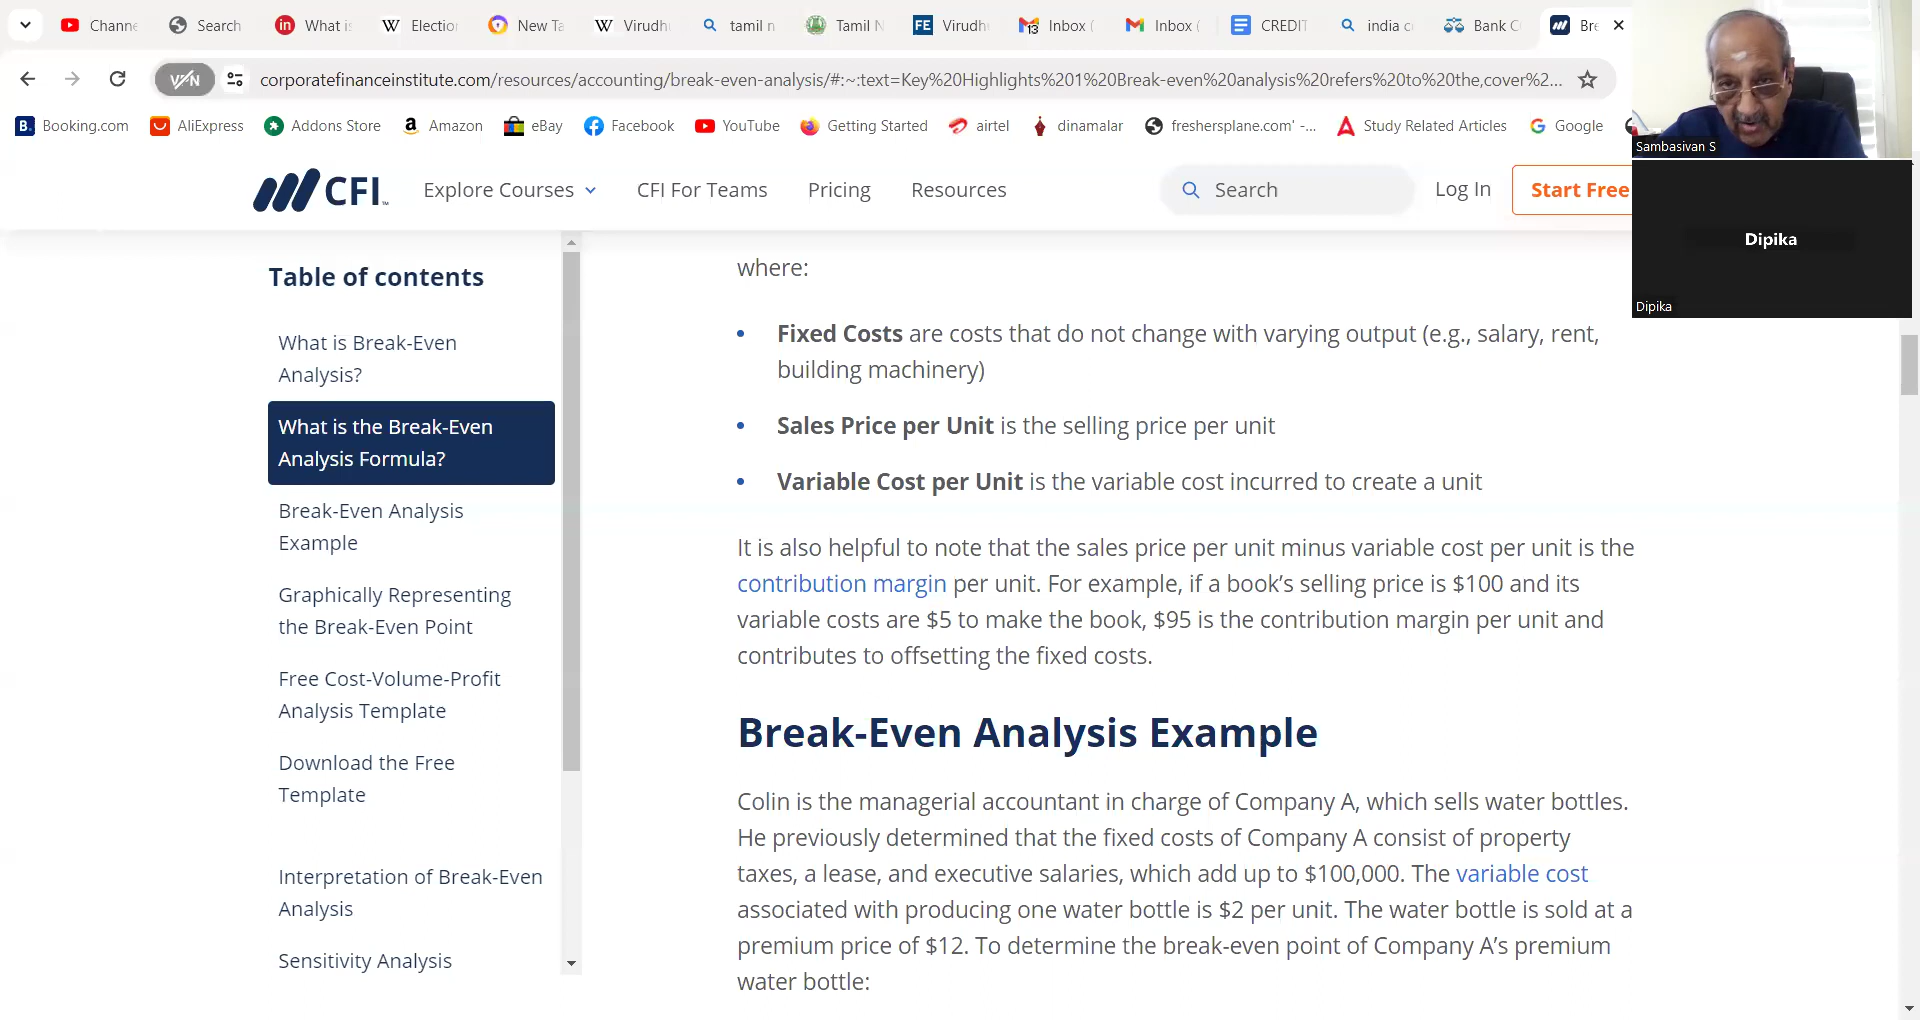 Channe
Search
What is
Election
New Ta
Virudh
tamil n
Tamil N
Virudh
Inbox (
Inbox (
CREDIT
india c
Bank C
Bre
VPN
corporatefinanceinstitute.com/resources/accounting/break-even-analysis/#:~:text=Key%20Highlights%201%20Break-even%20analysis%20refers%20to%20the,cover%2...
Booking.com
AliExpress
Addons Store
Amazon
eBay
Facebook
YouTube
Getting Started
airtel
dinamalar
freshersplane.com' -...
Study Related Articles
Google
Sambasivan S
Dipika
Dipika
CFI™
Explore Courses
CFI For Teams
Pricing
Resources
Search
Log In
Start Free
Table of contents
What is Break-Even
Analysis?
What is the Break-Even
Analysis Formula?
Break-Even Analysis
Example
Graphically Representing
the Break-Even Point
Free Cost-Volume-Profit
Analysis Template
Download the Free
Template
Interpretation of Break-Even
Analysis
Sensitivity Analysis
where:
Fixed Costs are costs that do not change with varying output (e.g., salary, rent,
building machinery)
Sales Price per Unit is the selling price per unit
Variable Cost per Unit is the variable cost incurred to create a unit
It is also helpful to note that the sales price per unit minus variable cost per unit is the
contribution margin per unit. For example, if a book’s selling price is $100 and its
variable costs are $5 to make the book, $95 is the contribution margin per unit and
contributes to offsetting the fixed costs.
Break-Even Analysis Example
Colin is the managerial accountant in charge of Company A, which sells water bottles.
He previously determined that the fixed costs of Company A consist of property
taxes, a lease, and executive salaries, which add up to $100,000. The variable cost
associated with producing one water bottle is $2 per unit. The water bottle is sold at a
premium price of $12. To determine the break-even point of Company A’s premium
water bottle: